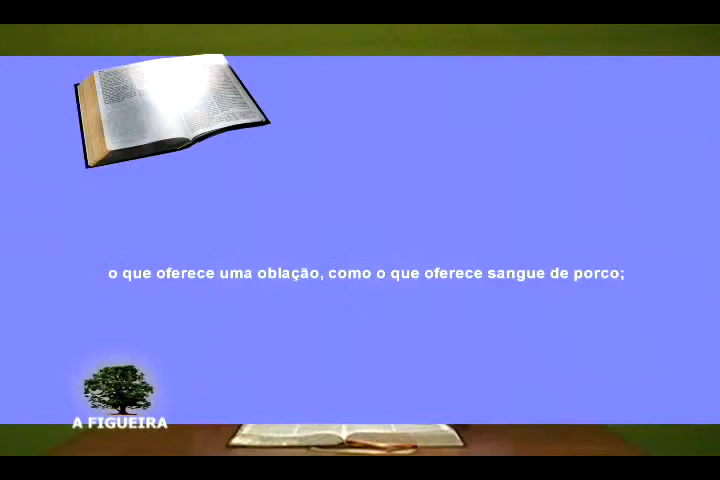 o que oferece uma oblação, como o que oferece sangue de porco;
A FIGUEIRA